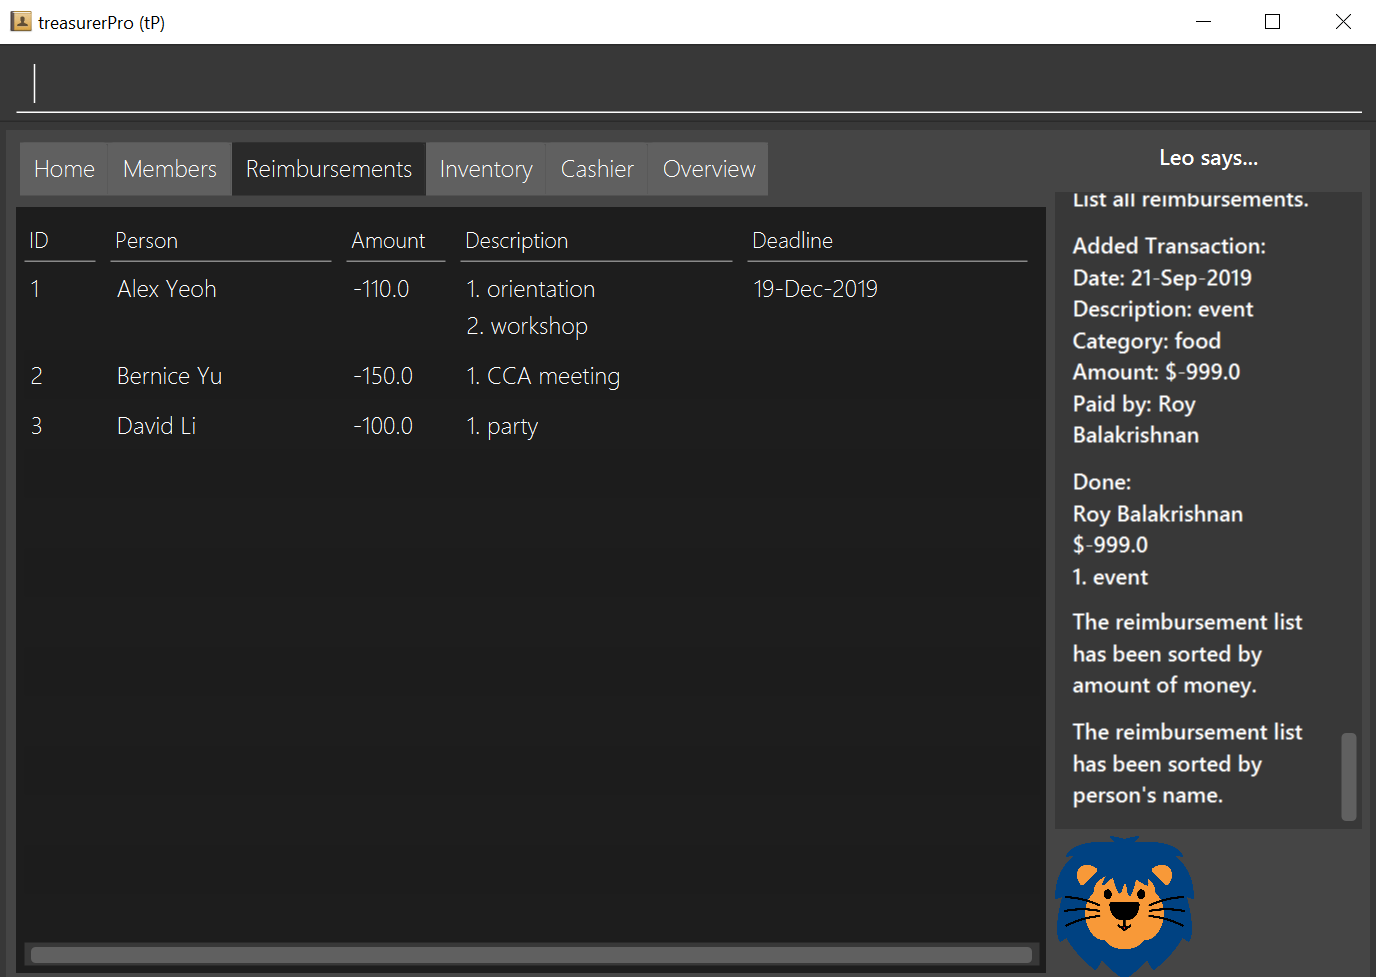 treasurerPro (tP)
Home Members Reimbursements Inventory Cashier Overview
ID Person Amount Description Deadline
1 Alex Yeoh -110.0 1. orientation 19-Dec-2019
2. workshop
2 Bernice Yu -150.0 1. CCA meeting
3 David Li -100.0 1. party
Leo says...
List all reimbursements.
Added Transaction:
Date: 21-Sep-2019
Description: event
Category: food
Amount: $-999.0
Paid by: Roy
Balakrishnan
Done:
Roy Balakrishnan
$-999.0
1. event
The reimbursement list
has been sorted by
amount of money.
The reimbursement list
has been sorted by
person's name.